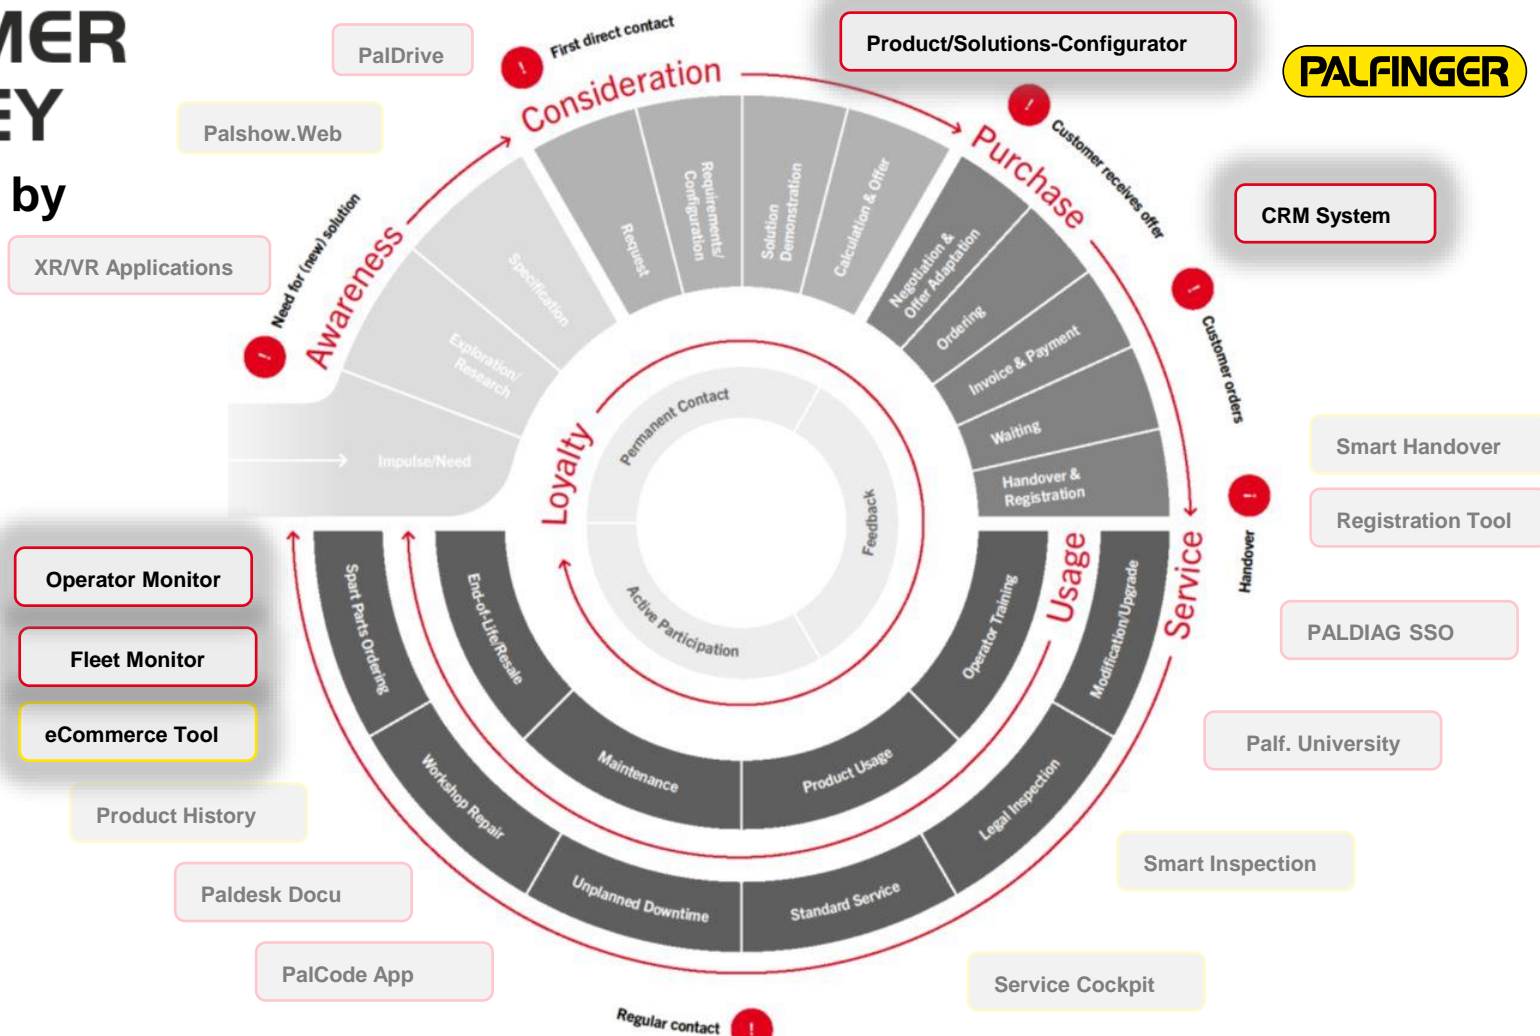 MER
EY
by
PalDrive
Palshow.Web
XR/VR Applications
Product/Solutions-Configurator
PALFINGER
CRM System
Need for (new) solution
First direct contact
Customer receives offer
Customer orders
Handover
Regular contact
Awareness
Consideration
Purchase
Service
Usage
Loyalty
Impulse/Need
Exploration/
Research
Specification
Request
Requirements/
Configuration
Solution
Demonstration
Calculation & Offer
Negotiation &
Offer Adaptation
Ordering
Invoice & Payment
Waiting
Handover &
Registration
Permanent Contact
Feedback
Active Participation
Operator Training
Product Usage
Maintenance
End-of-Life/Resale
Modification/Upgrade
Legal Inspection
Standard Service
Unplanned Downtime
Workshop Repair
Spart Parts Ordering
Smart Handover
Registration Tool
PALDIAG SSO
Palf. University
Smart Inspection
Service Cockpit
Operator Monitor
Fleet Monitor
eCommerce Tool
Product History
Paldesk Docu
PalCode App
!
!
!
!
!
!